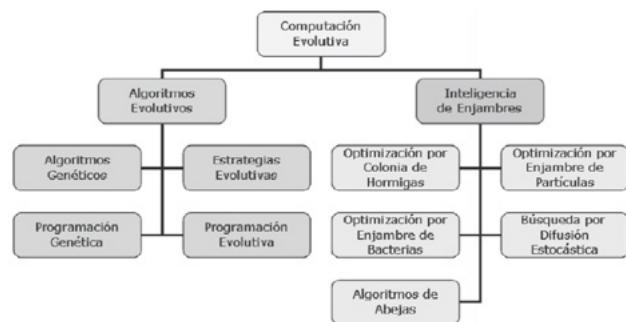 Computación
Evolutiva
Algoritmos
Evolutivos
Inteligencia
de Enjambres
Algoritmos
Genéticos
Estrategias
Evolutivas
Optimización por
Colonia de
Hormigas
Optimización por
Enjambre de
Partículas
Programación
Genética
Programación
Evolutiva
Optimización por
Enjambre de
Bacterias
Búsqueda por
Difusión
Estocástica
Algoritmos de
Abejas